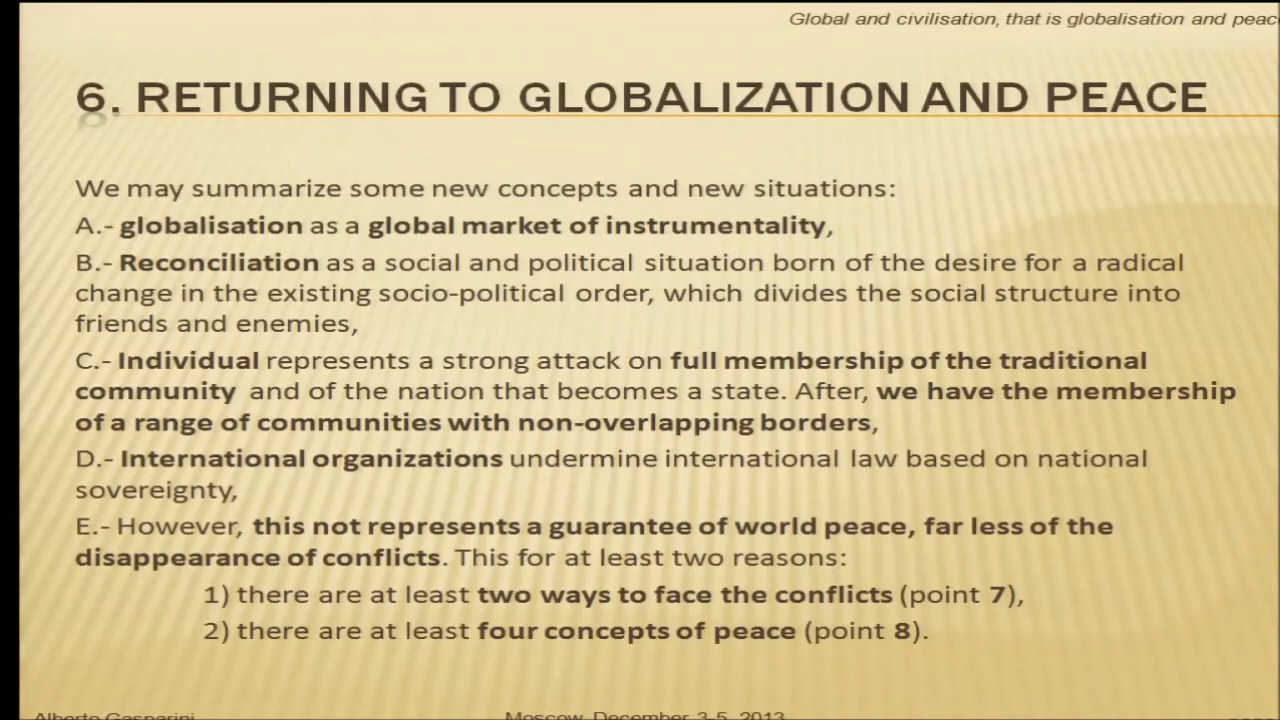 Global and civilisation, that is globalisation and peac
6. RETURNING TO GLOBALIZATION AND PEACE
We may summarize some new concepts and new situations:
A.- globalisation as a global market of instrumentality,
B.- Reconciliation as a social and political situation born of the desire for a radical
change in the existing socio-political order, which divides the social structure into
friends and enemies,
C.- Individual represents a strong attack on full membership of the traditional
community and of the nation that becomes a state. After, we have the membership
of a range of communities with non-overlapping borders,
D.- International organizations undermine international law based on national
sovereignty,
E.- However, this not represents a guarantee of world peace, far less of the
disappearance of conflicts. This for at least two reasons:
1) there are at least two ways to face the conflicts (point 7),
2) there are at least four concepts of peace (point 8).
Alberto Gasparini
Moscow, December 3-5, 2013